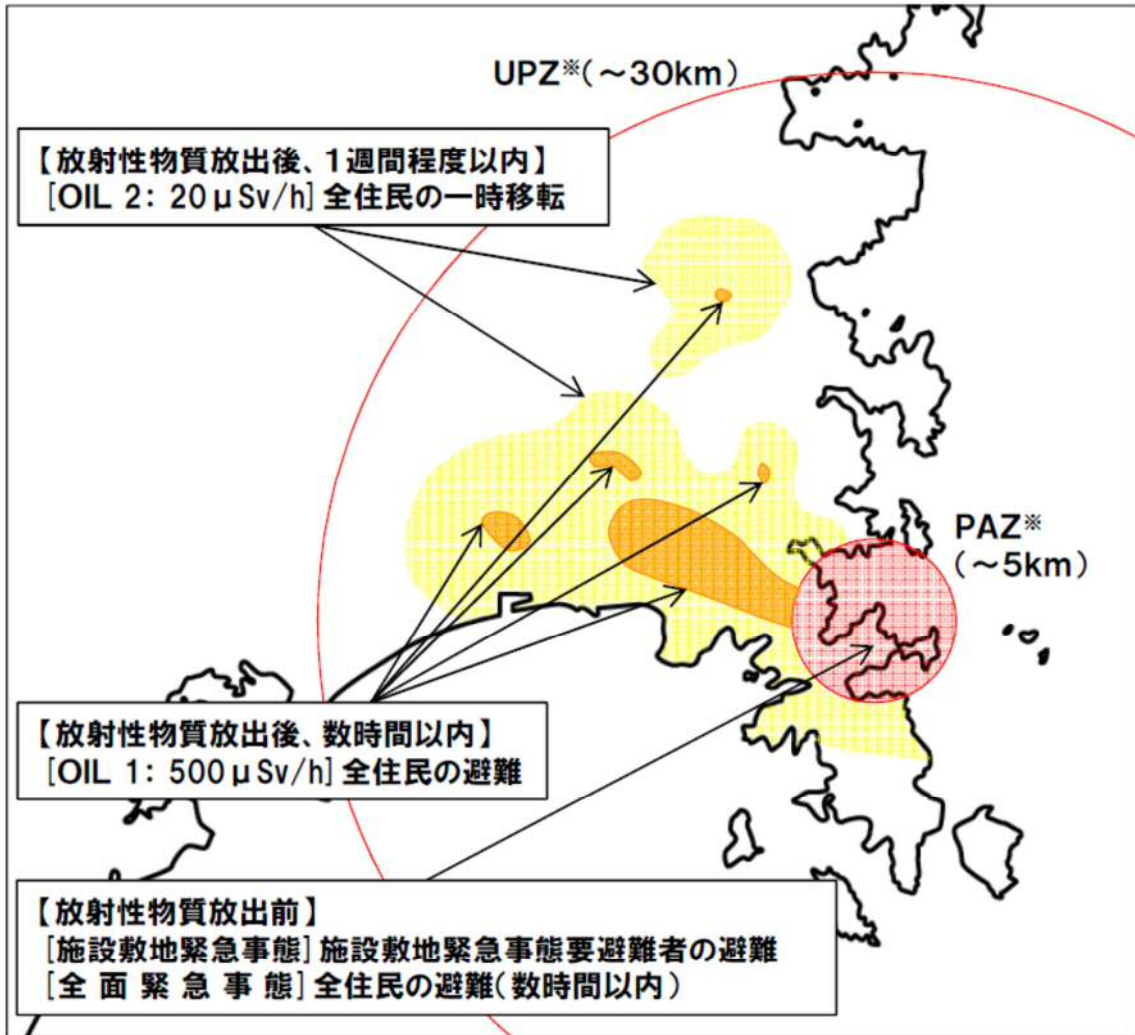 UPZ※(～30km)
【放射性物質放出後、1週間程度以内】
[OIL 2: 20μSv/h]全住民の一時移転
PAZ※
(～5km)
【放射性物質放出後、数時間以内】
[OIL 1: 500μSv/h]全住民の避難
【放射性物質放出前】
[施設敷地緊急事態]施設敷地緊急事態要避難者の避難
[全面緊急事態]全住民の避難(数時間以内)